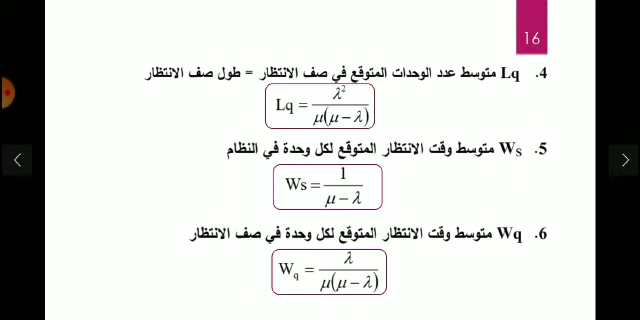 16
4. Lq متوسط عدد الوحدات المتوقع في صف الانتظار = طول صف الانتظار
Lq = λ² / μ(μ − λ)
5. Ws متوسط وقت الانتظار المتوقع لكل وحدة في النظام
Ws = 1 / μ − λ
6. Wq متوسط وقت الانتظار المتوقع لكل وحدة في صف الانتظار
Wq = λ / μ(μ − λ)